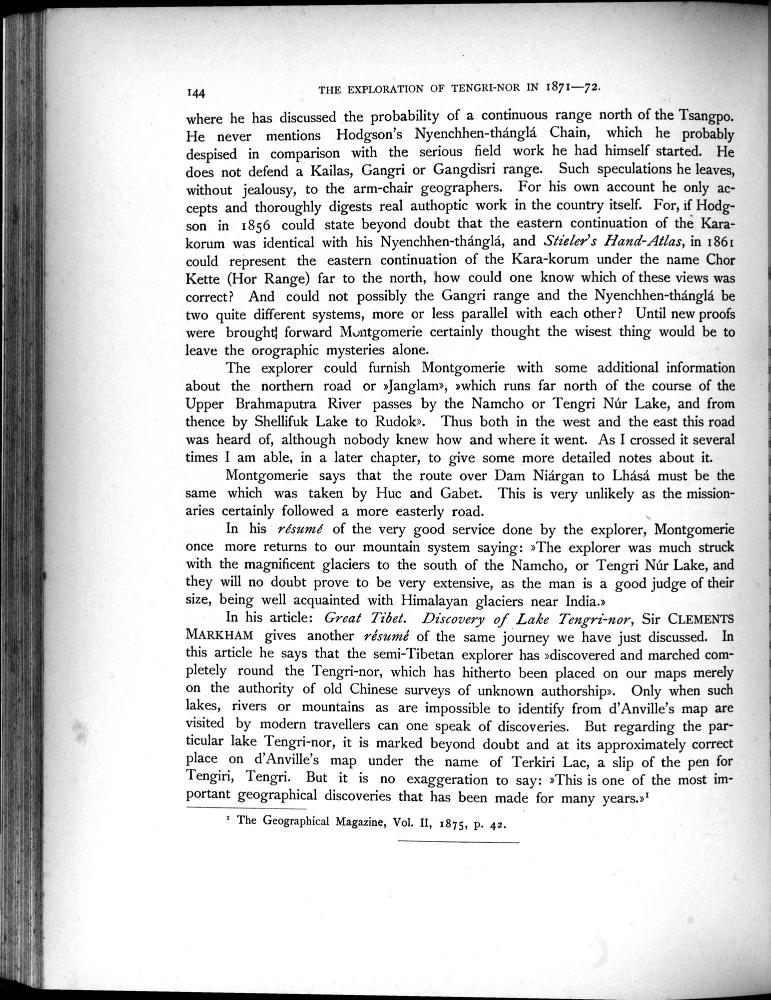 144 THE EXPLORATION OF TENGRI-NOR IN 1871—72.
where he has discussed the probability of a continuous range north of the Tsangpo.
He never mentions Hodgson's Nyenchhen-thánglá Chain, which he probably
despised in comparison with the serious field work he had himself started. He
does not defend a Kailas, Gangri or Gangdisri range. Such speculations he leaves,
without jealousy, to the arm-chair geographers. For his own account he only ac-
cepts and thoroughly digests real authoptic work in the country itself. For, if Hodg-
son in 1856 could state beyond doubt that the eastern continuation of the Kara-
korum was identical with his Nyenchhen-thánglá, and Stieler's Hand-Atlas, in 1861
could represent the eastern continuation of the Kara-korum under the name Chor
Kette (Hor Range) far to the north, how could one know which of these views was
correct? And could not possibly the Gangri range and the Nyenchhen-thánglá be
two quite different systems, more or less parallel with each other? Until new proofs
were brought forward Montgomerie certainly thought the wisest thing would be to
leave the orographic mysteries alone.
The explorer could furnish Montgomerie with some additional information
about the northern road or »Janglam», »which runs far north of the course of the
Upper Brahmaputra River passes by the Namcho or Tengri Núr Lake, and from
thence by Shellifuk Lake to Rudok». Thus both in the west and the east this road
was heard of, although nobody knew how and where it went. As I crossed it several
times I am able, in a later chapter, to give some more detailed notes about it.
Montgomerie says that the route over Dam Niárgan to Lhásá must be the
same which was taken by Huc and Gabet. This is very unlikely as the mission-
aries certainly followed a more easterly road.
In his résumé of the very good service done by the explorer, Montgomerie
once more returns to our mountain system saying: »The explorer was much struck
with the magnificent glaciers to the south of the Namcho, or Tengri Núr Lake, and
they will no doubt prove to be very extensive, as the man is a good judge of their
size, being well acquainted with Himalayan glaciers near India.»
In his article: Great Tibet. Discovery of Lake Tengri-nor, Sir CLEMENTS
MARKHAM gives another résumé of the same journey we have just discussed. In
this article he says that the semi-Tibetan explorer has »discovered and marched com-
pletely round the Tengri-nor, which has hitherto been placed on our maps merely
on the authority of old Chinese surveys of unknown authorship». Only when such
lakes, rivers or mountains as are impossible to identify from d'Anville's map are
visited by modern travellers can one speak of discoveries. But regarding the par-
ticular lake Tengri-nor, it is marked beyond doubt and at its approximately correct
place on d'Anville's map under the name of Terkiri Lac, a slip of the pen for
Tengiri, Tengri. But it is no exaggeration to say: »This is one of the most im-
portant geographical discoveries that has been made for many years.»¹
¹ The Geographical Magazine, Vol. II, 1875, p. 42.